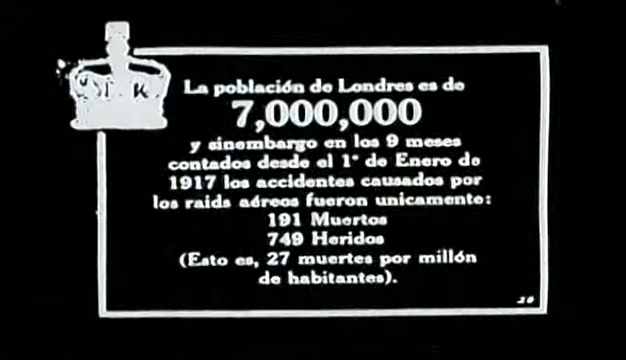 La población de Londres es de
7,000,000
y sinembargo en los 9 meses
contados desde el 1° de Enero de
1917 los accidentes causados por
los raids aéreos fueron unicamente:
191 Muertos
749 Heridos
(Esto es, 27 muertes por millón
de habitantes).